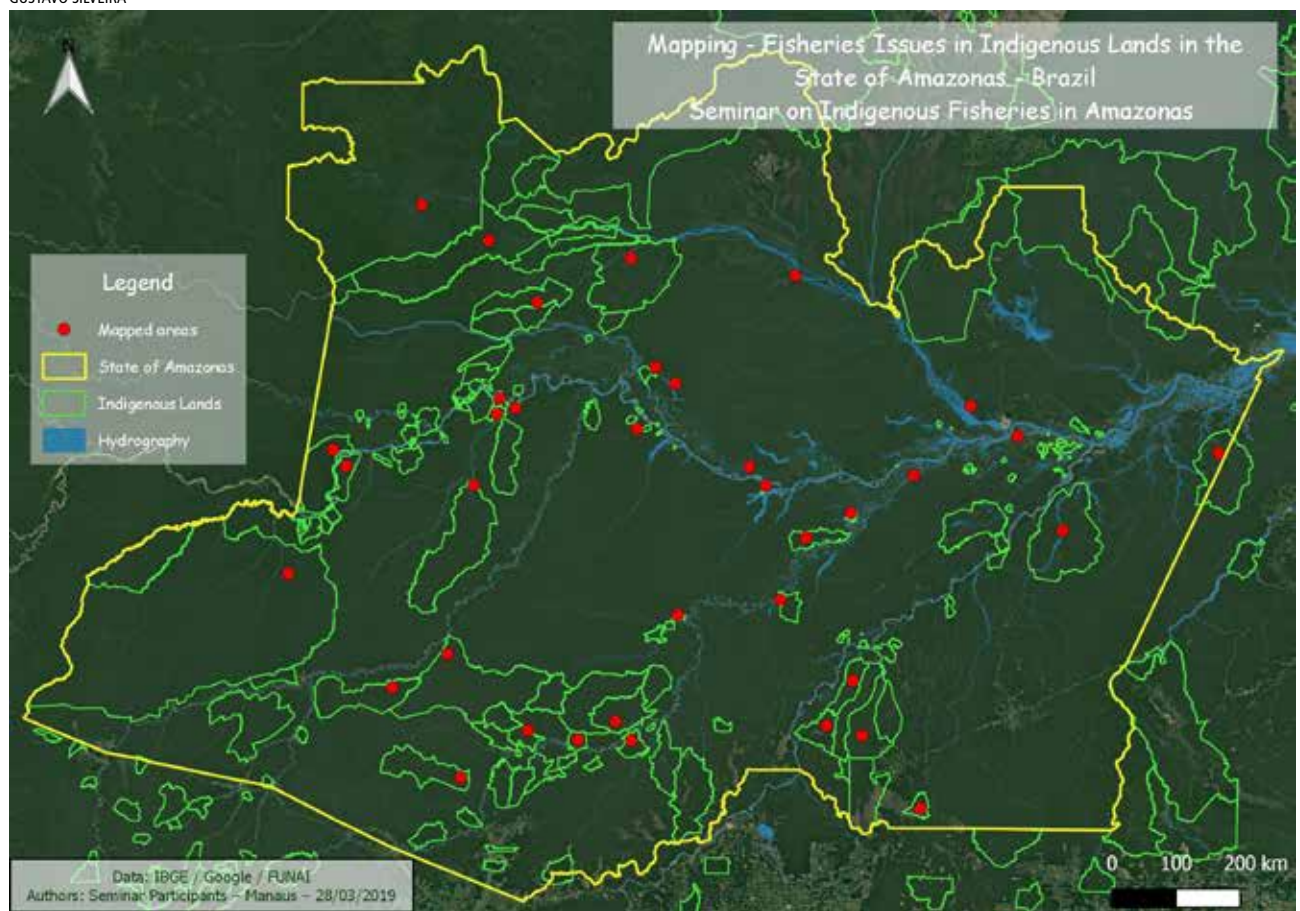 GUSTAVO SILVEIRA
N
Mapping - Fisheries Issues in Indigenous Lands in the
State of Amazonas - Brazil
Seminar on Indigenous Fisheries in Amazonas
Legend
Mapped areas
State of Amazonas
Indigenous Lands
Hydrography
0 100 200 km
Data: IBGE / Google / FUNAI
Authors: Seminar Participants – Manaus – 28/03/2019